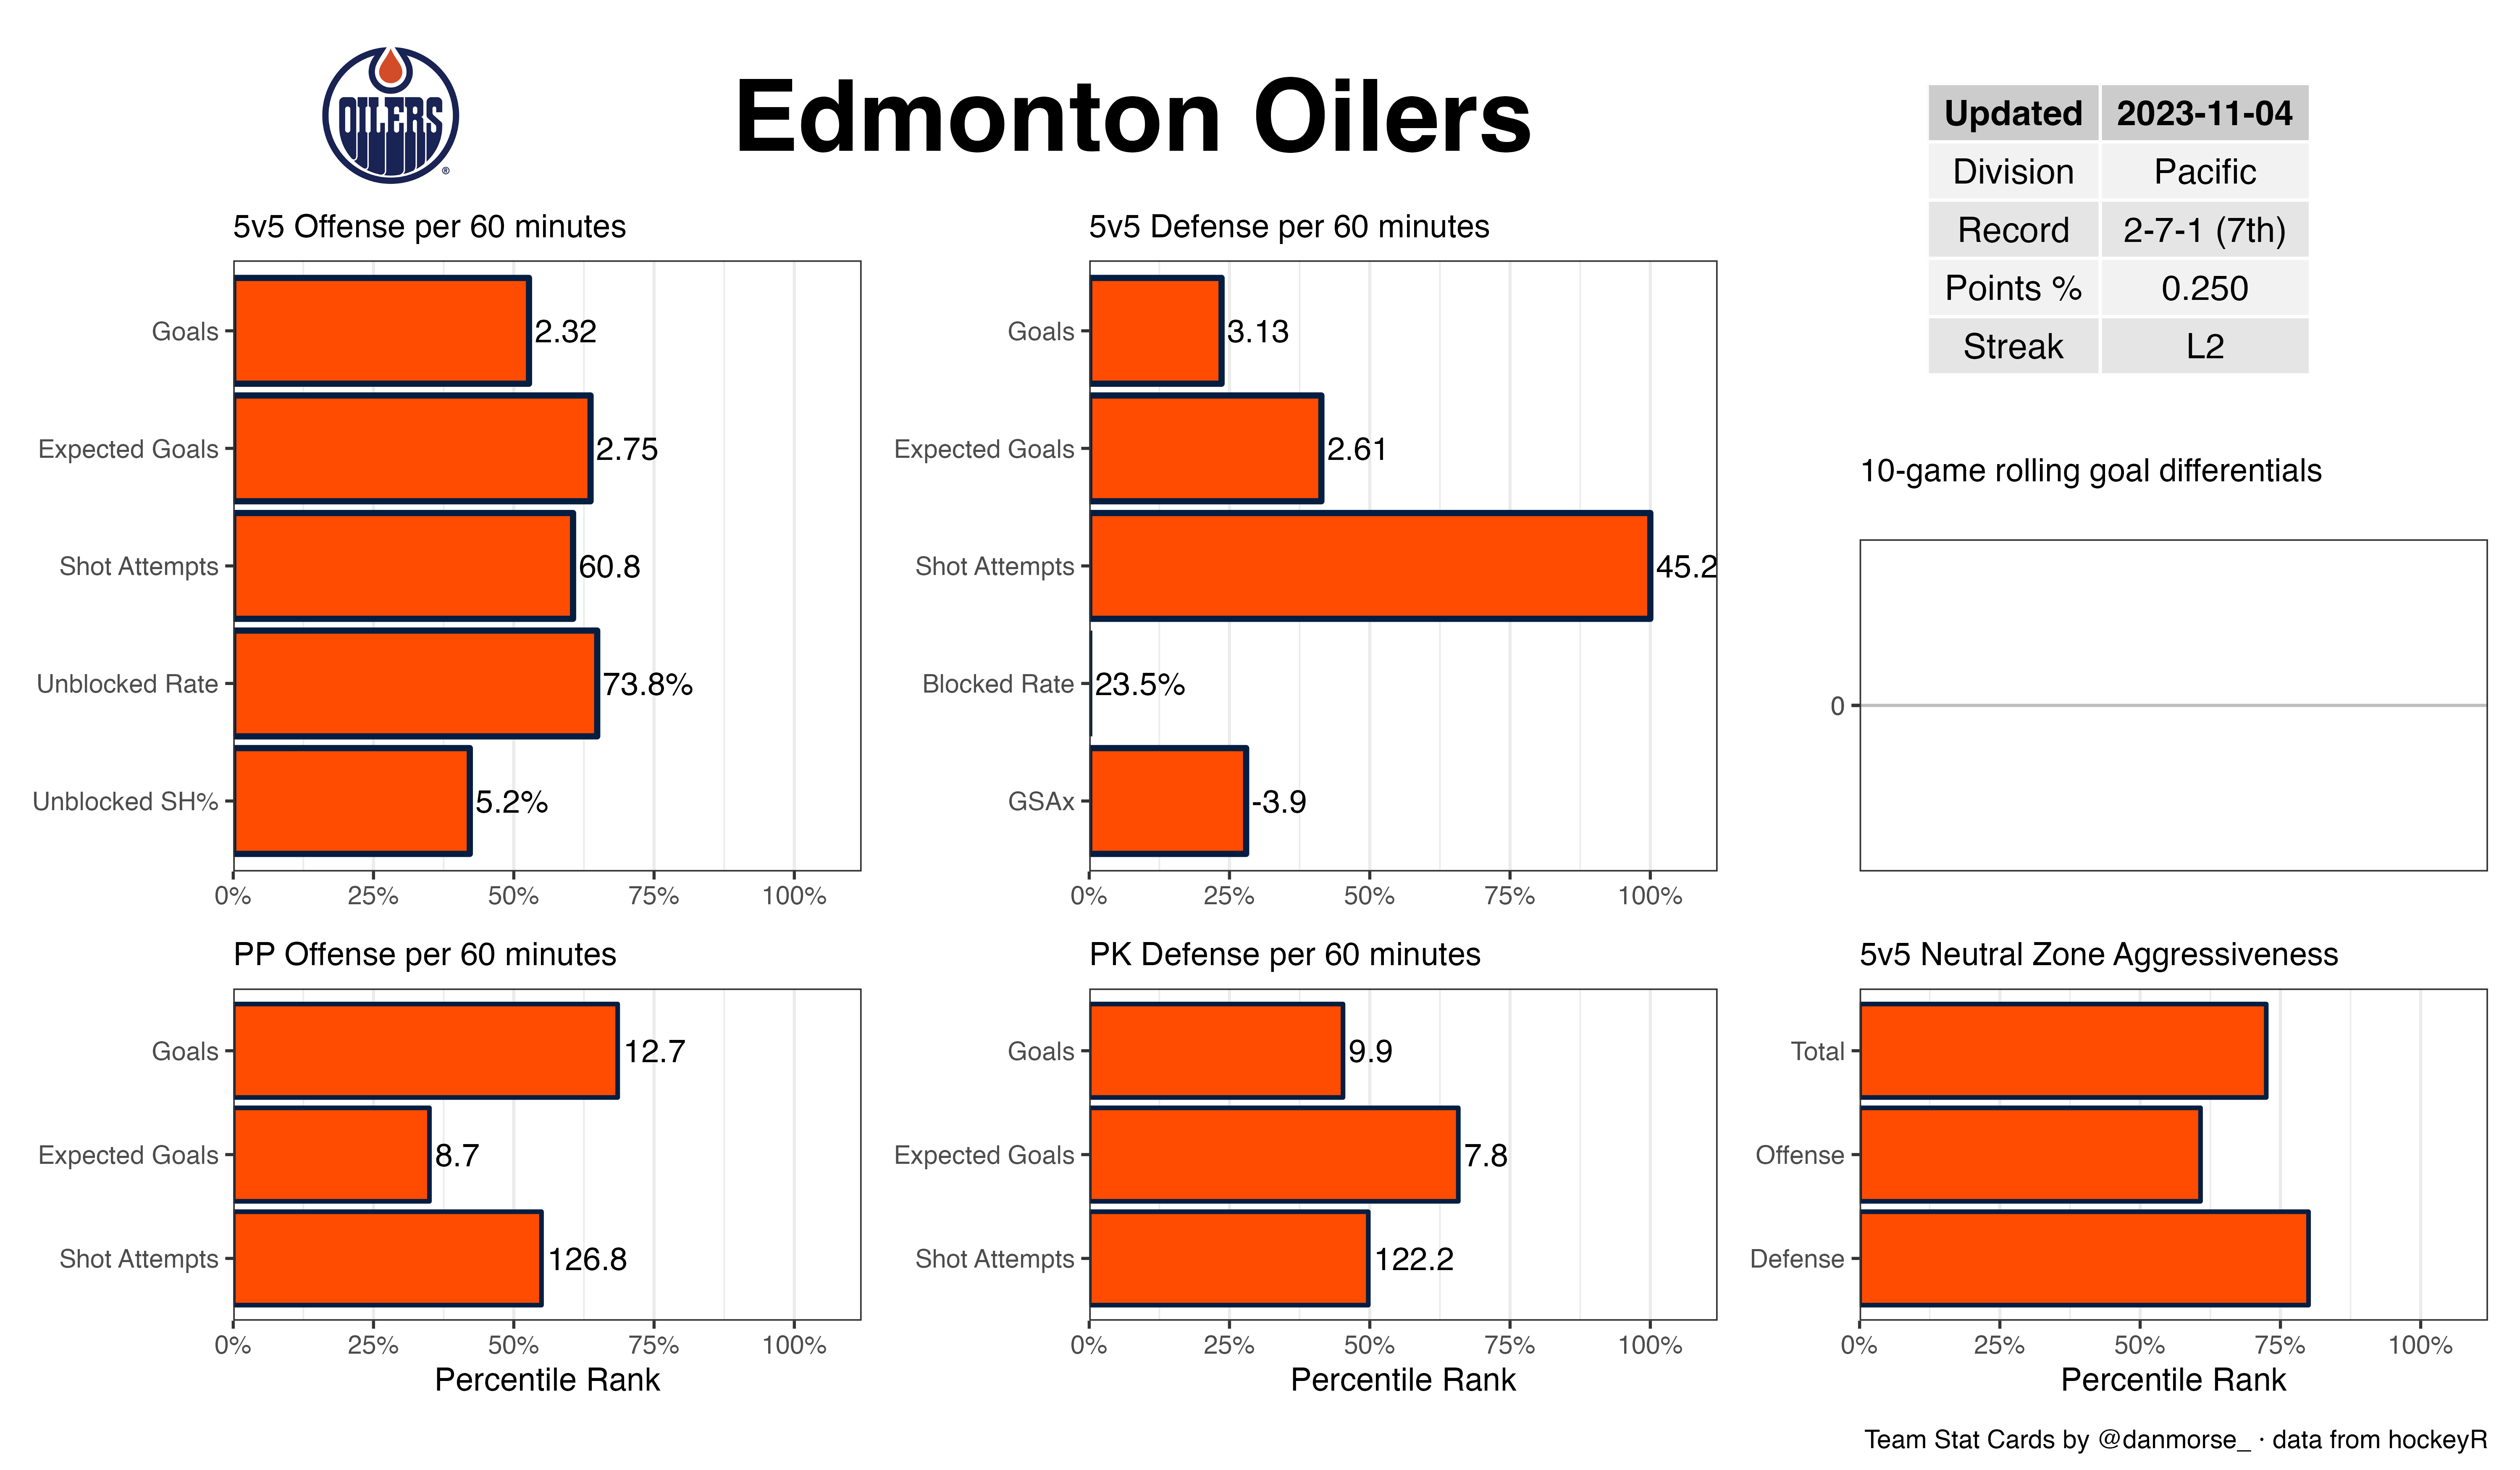 OILERS
®
Edmonton Oilers
Updated 2023-11-04
Division Pacific
Record 2-7-1 (7th)
Points % 0.250
Streak L2
5v5 Offense per 60 minutes
Goals 2.32
Expected Goals 2.75
Shot Attempts 60.8
Unblocked Rate 73.8%
Unblocked SH% 5.2%
0% 25% 50% 75% 100%
5v5 Defense per 60 minutes
Goals 3.13
Expected Goals 2.61
Shot Attempts 45.2
Blocked Rate 23.5%
GSAx -3.9
0% 25% 50% 75% 100%
10-game rolling goal differentials
0
PP Offense per 60 minutes
Goals 12.7
Expected Goals 8.7
Shot Attempts 126.8
0% 25% 50% 75% 100%
Percentile Rank
PK Defense per 60 minutes
Goals 9.9
Expected Goals 7.8
Shot Attempts 122.2
0% 25% 50% 75% 100%
Percentile Rank
5v5 Neutral Zone Aggressiveness
Total
Offense
Defense
0% 25% 50% 75% 100%
Percentile Rank
Team Stat Cards by @danmorse_ · data from hockeyR